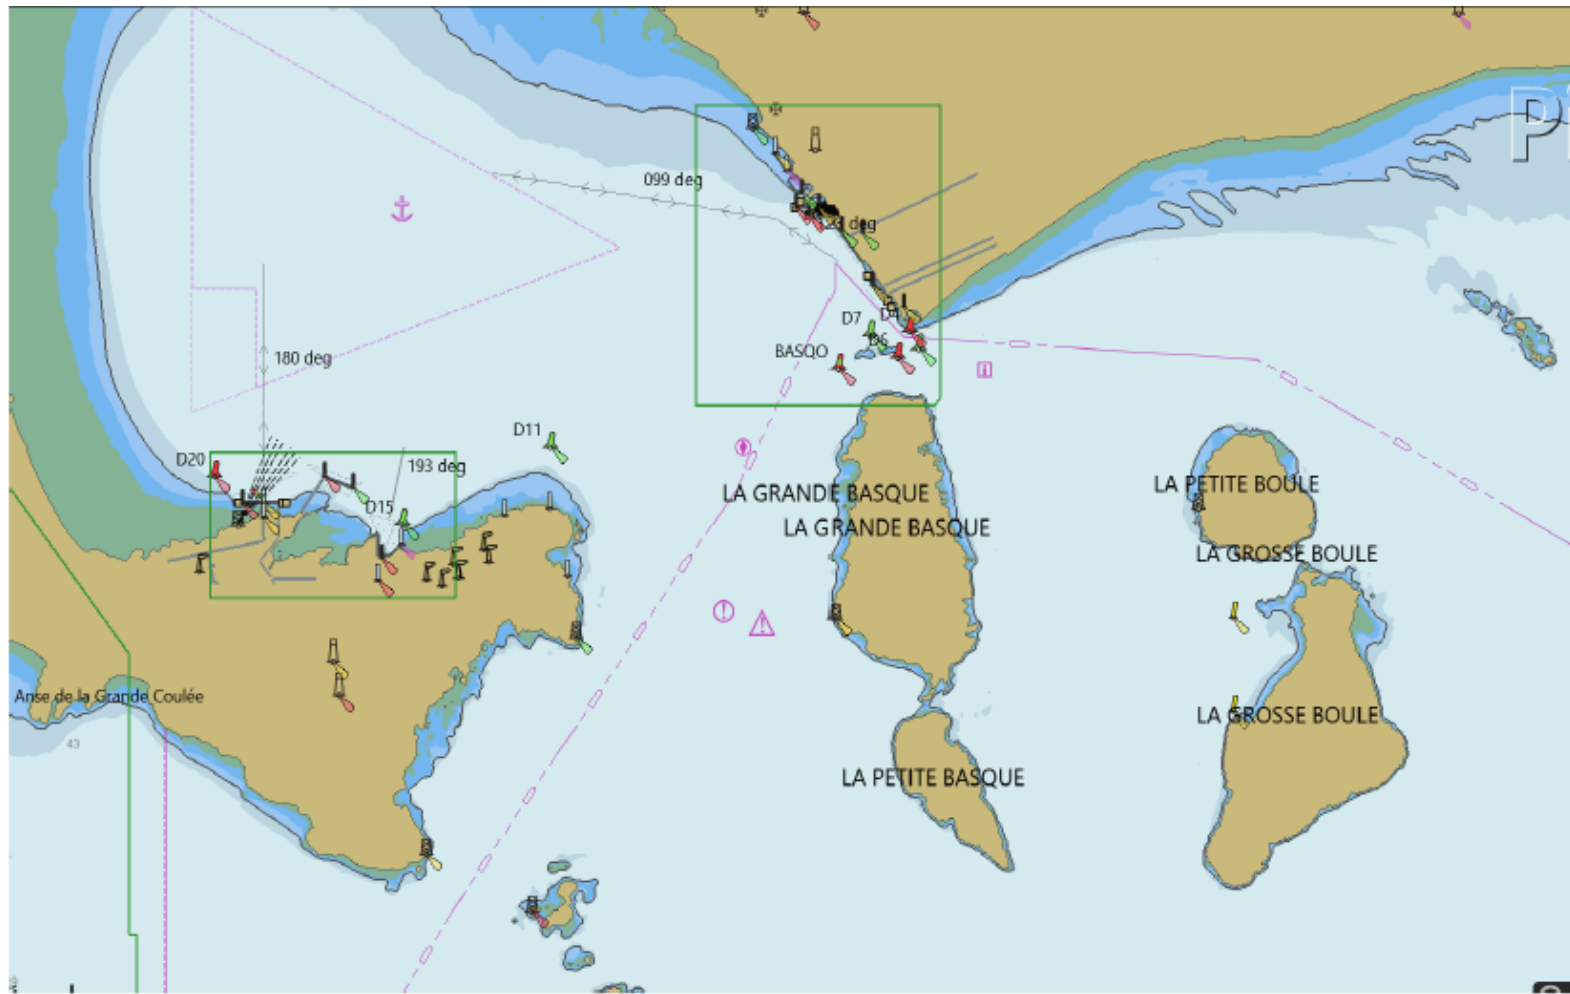 Pi
099 deg
deg
D7
BASQO
180 deg
D11
D20
193 deg
D15
LA GRANDE BASQUE
LA PETITE BOULE
LA GRANDE BASQUE
LA GROSSE BOULE
Anse de la Grande Coulée
LA GROSSE BOULE
43
LA PETITE BASQUE